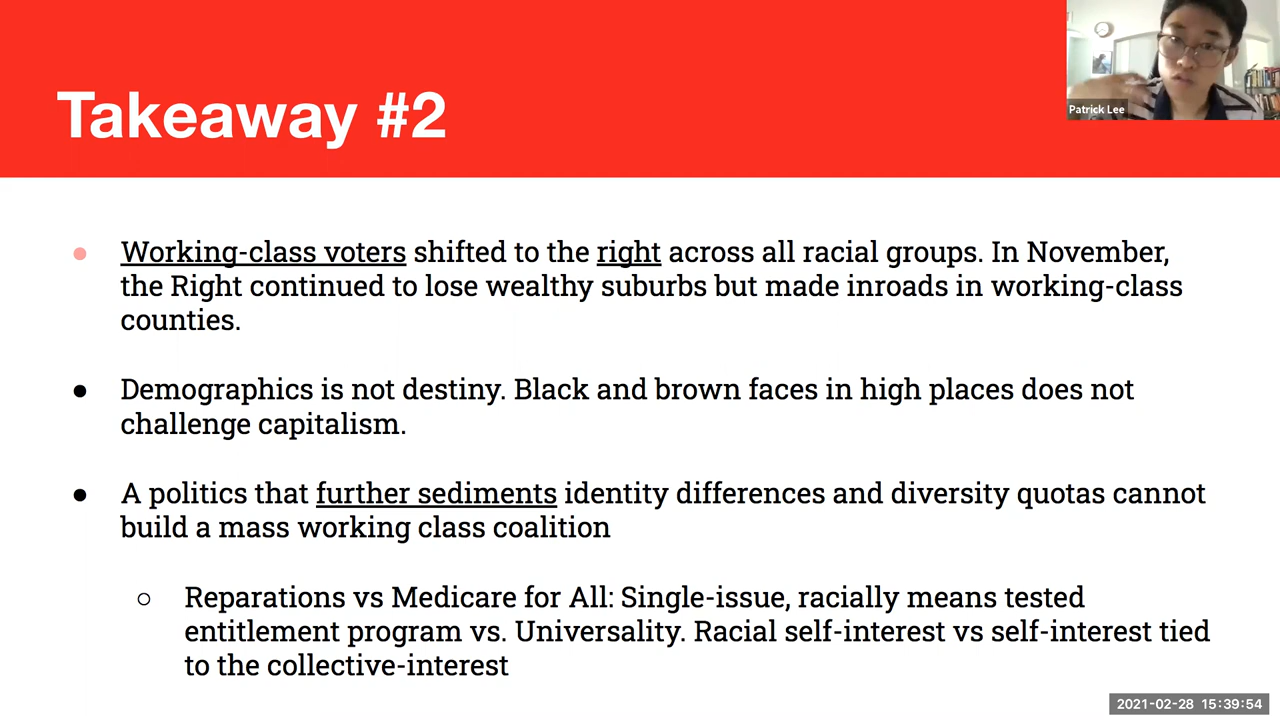 Takeaway #2
Patrick Lee
● Working-class voters shifted to the right across all racial groups. In November,
the Right continued to lose wealthy suburbs but made inroads in working-class
counties.
● Demographics is not destiny. Black and brown faces in high places does not
challenge capitalism.
● A politics that further sediments identity differences and diversity quotas cannot
build a mass working class coalition
○ Reparations vs Medicare for All: Single-issue, racially means tested
entitlement program vs. Universality. Racial self-interest vs self-interest tied
to the collective-interest
2021-02-28 15:39:54